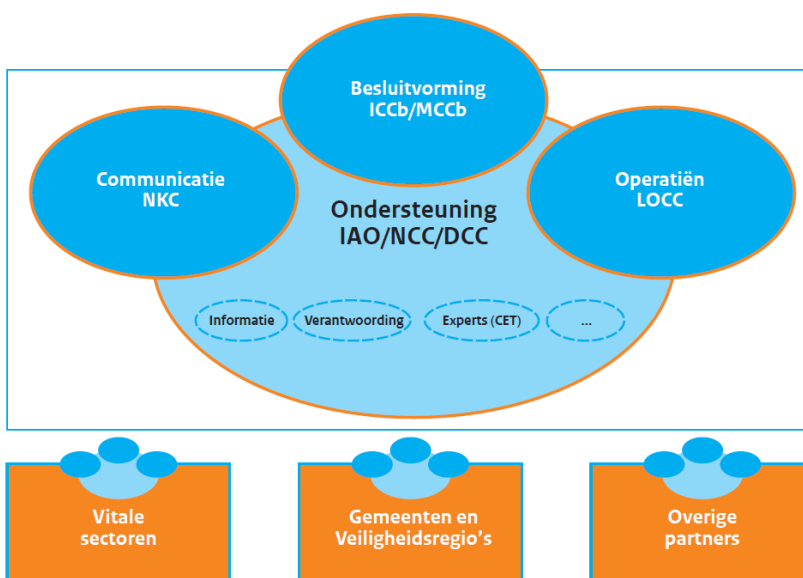 Besluitvorming
ICCb/MCCb
Communicatie
NKC
Operatiën
LOCC
Ondersteuning
IAO/NCC/DCC
Informatie
Verantwoording
Experts (CET)
...
Vitale
sectoren
Gemeenten en
Veiligheidsregio's
Overige
partners